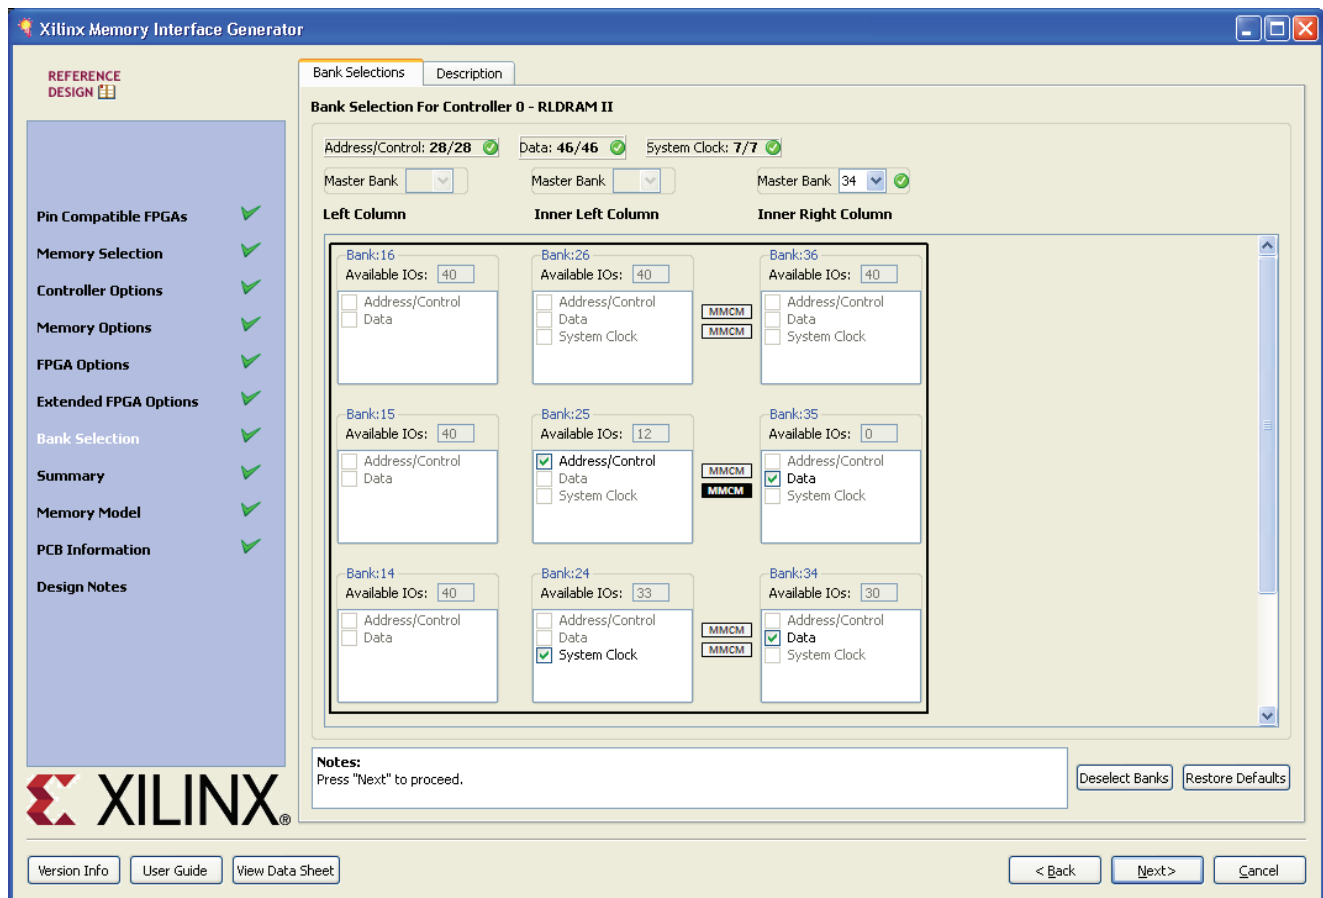 Xilinx Memory Interface Generator
REFERENCE
DESIGN
Pin Compatible FPGAs
Memory Selection
Controller Options
Memory Options
FPGA Options
Extended FPGA Options
Bank Selection
Summary
Memory Model
PCB Information
Design Notes
XILINX®
Bank Selections Description
Bank Selection For Controller 0 - RLDRAM II
Address/Control: 28/28 Data: 46/46 System Clock: 7/7
Master Bank Master Bank Master Bank 34
Left Column Inner Left Column Inner Right Column
Bank:16 Bank:26 Bank:36
Available IOs: 40 Available IOs: 40 Available IOs: 40
Address/Control Address/Control MMCM Address/Control
Data Data MMCM Data
System Clock System Clock
Bank:15 Bank:25 Bank:35
Available IOs: 40 Available IOs: 12 Available IOs: 0
Address/Control Address/Control MMCM Address/Control
Data Data MMCM Data
System Clock System Clock
Bank:14 Bank:24 Bank:34
Available IOs: 40 Available IOs: 33 Available IOs: 30
Address/Control Address/Control MMCM Address/Control
Data Data MMCM Data
System Clock System Clock
Notes:
Press "Next" to proceed.
Deselect Banks Restore Defaults
Version Info User Guide View Data Sheet < Back Next> Cancel